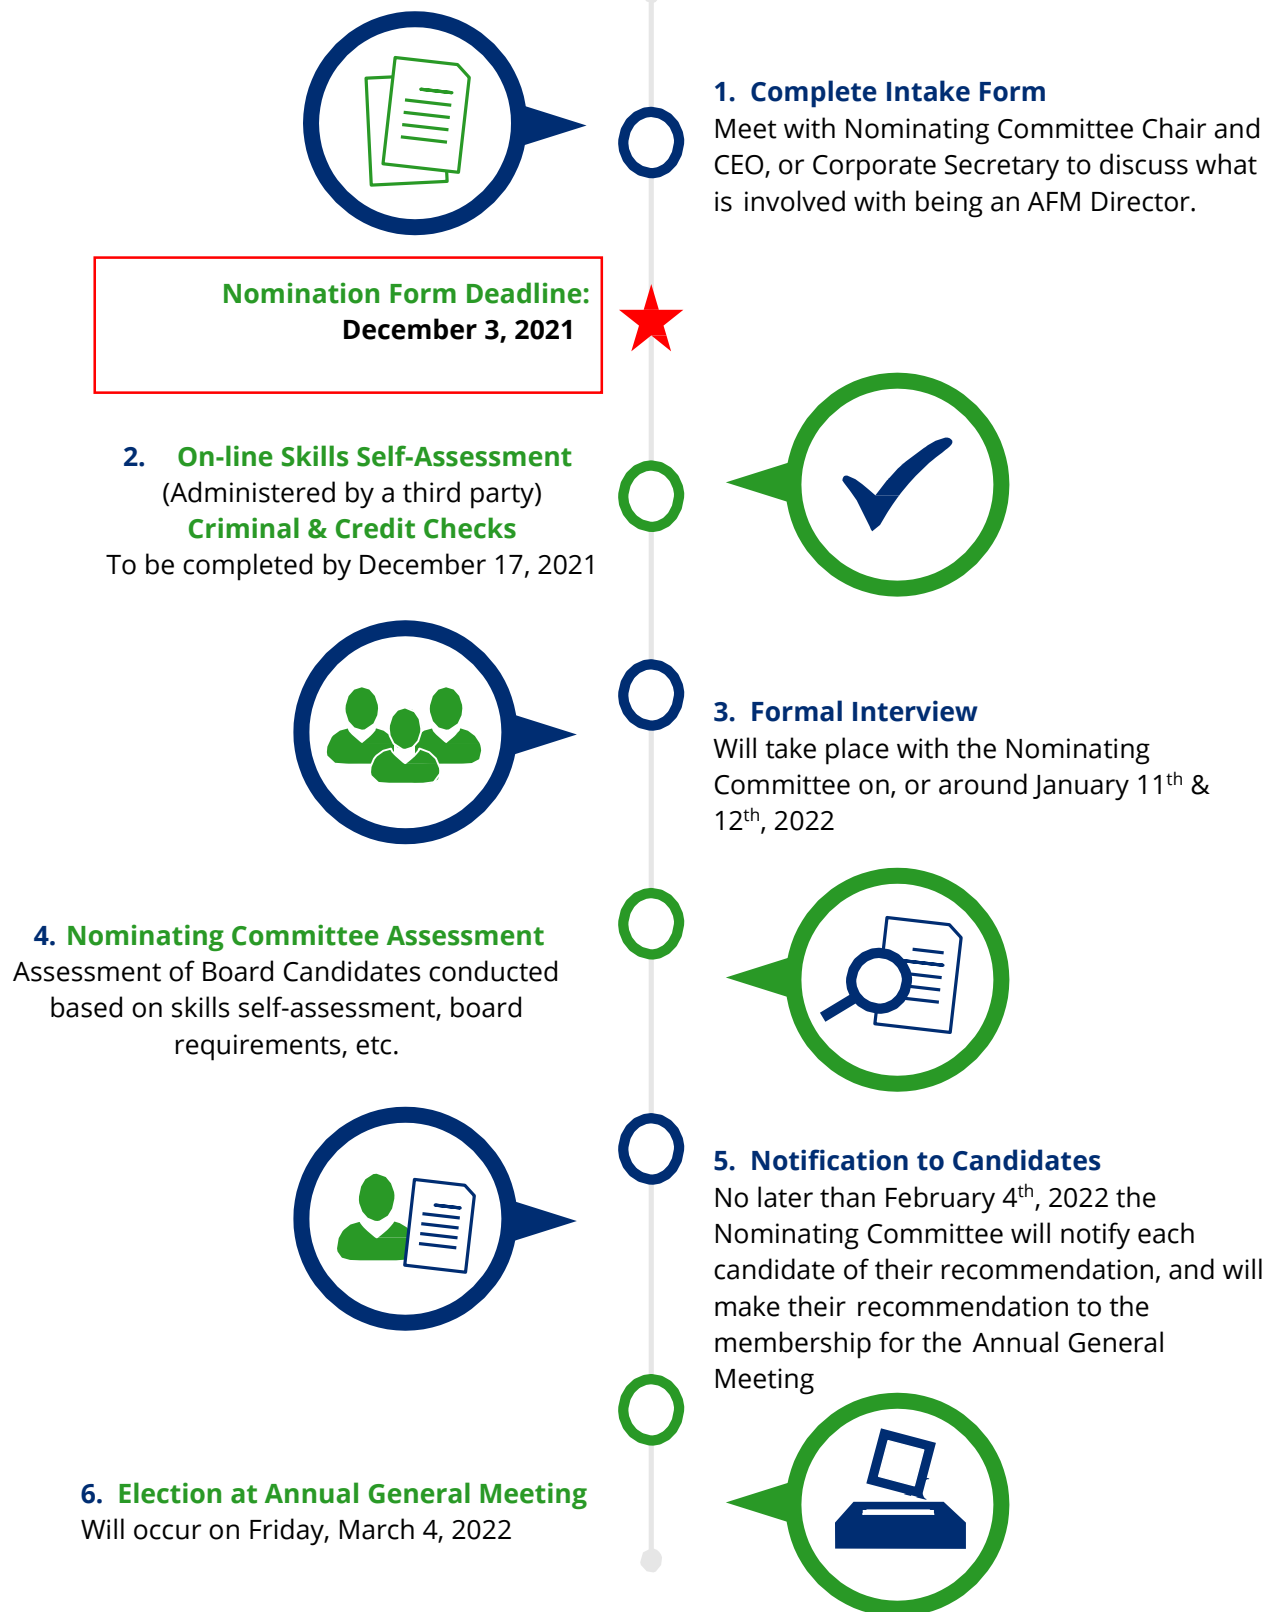 1. Complete Intake Form
Meet with Nominating Committee Chair and
CEO, or Corporate Secretary to discuss what
is involved with being an AFM Director.
Nomination Form Deadline:
December 3, 2021
2. On-line Skills Self-Assessment
(Administered by a third party)
Criminal & Credit Checks
To be completed by December 17, 2021
3. Formal Interview
Will take place with the Nominating
Committee on, or around January 11th &
12th, 2022
4. Nominating Committee Assessment
Assessment of Board Candidates conducted
based on skills self-assessment, board
requirements, etc.
5. Notification to Candidates
No later than February 4th, 2022 the
Nominating Committee will notify each
candidate of their recommendation, and will
make their recommendation to the
membership for the Annual General
Meeting
6. Election at Annual General Meeting
Will occur on Friday, March 4, 2022